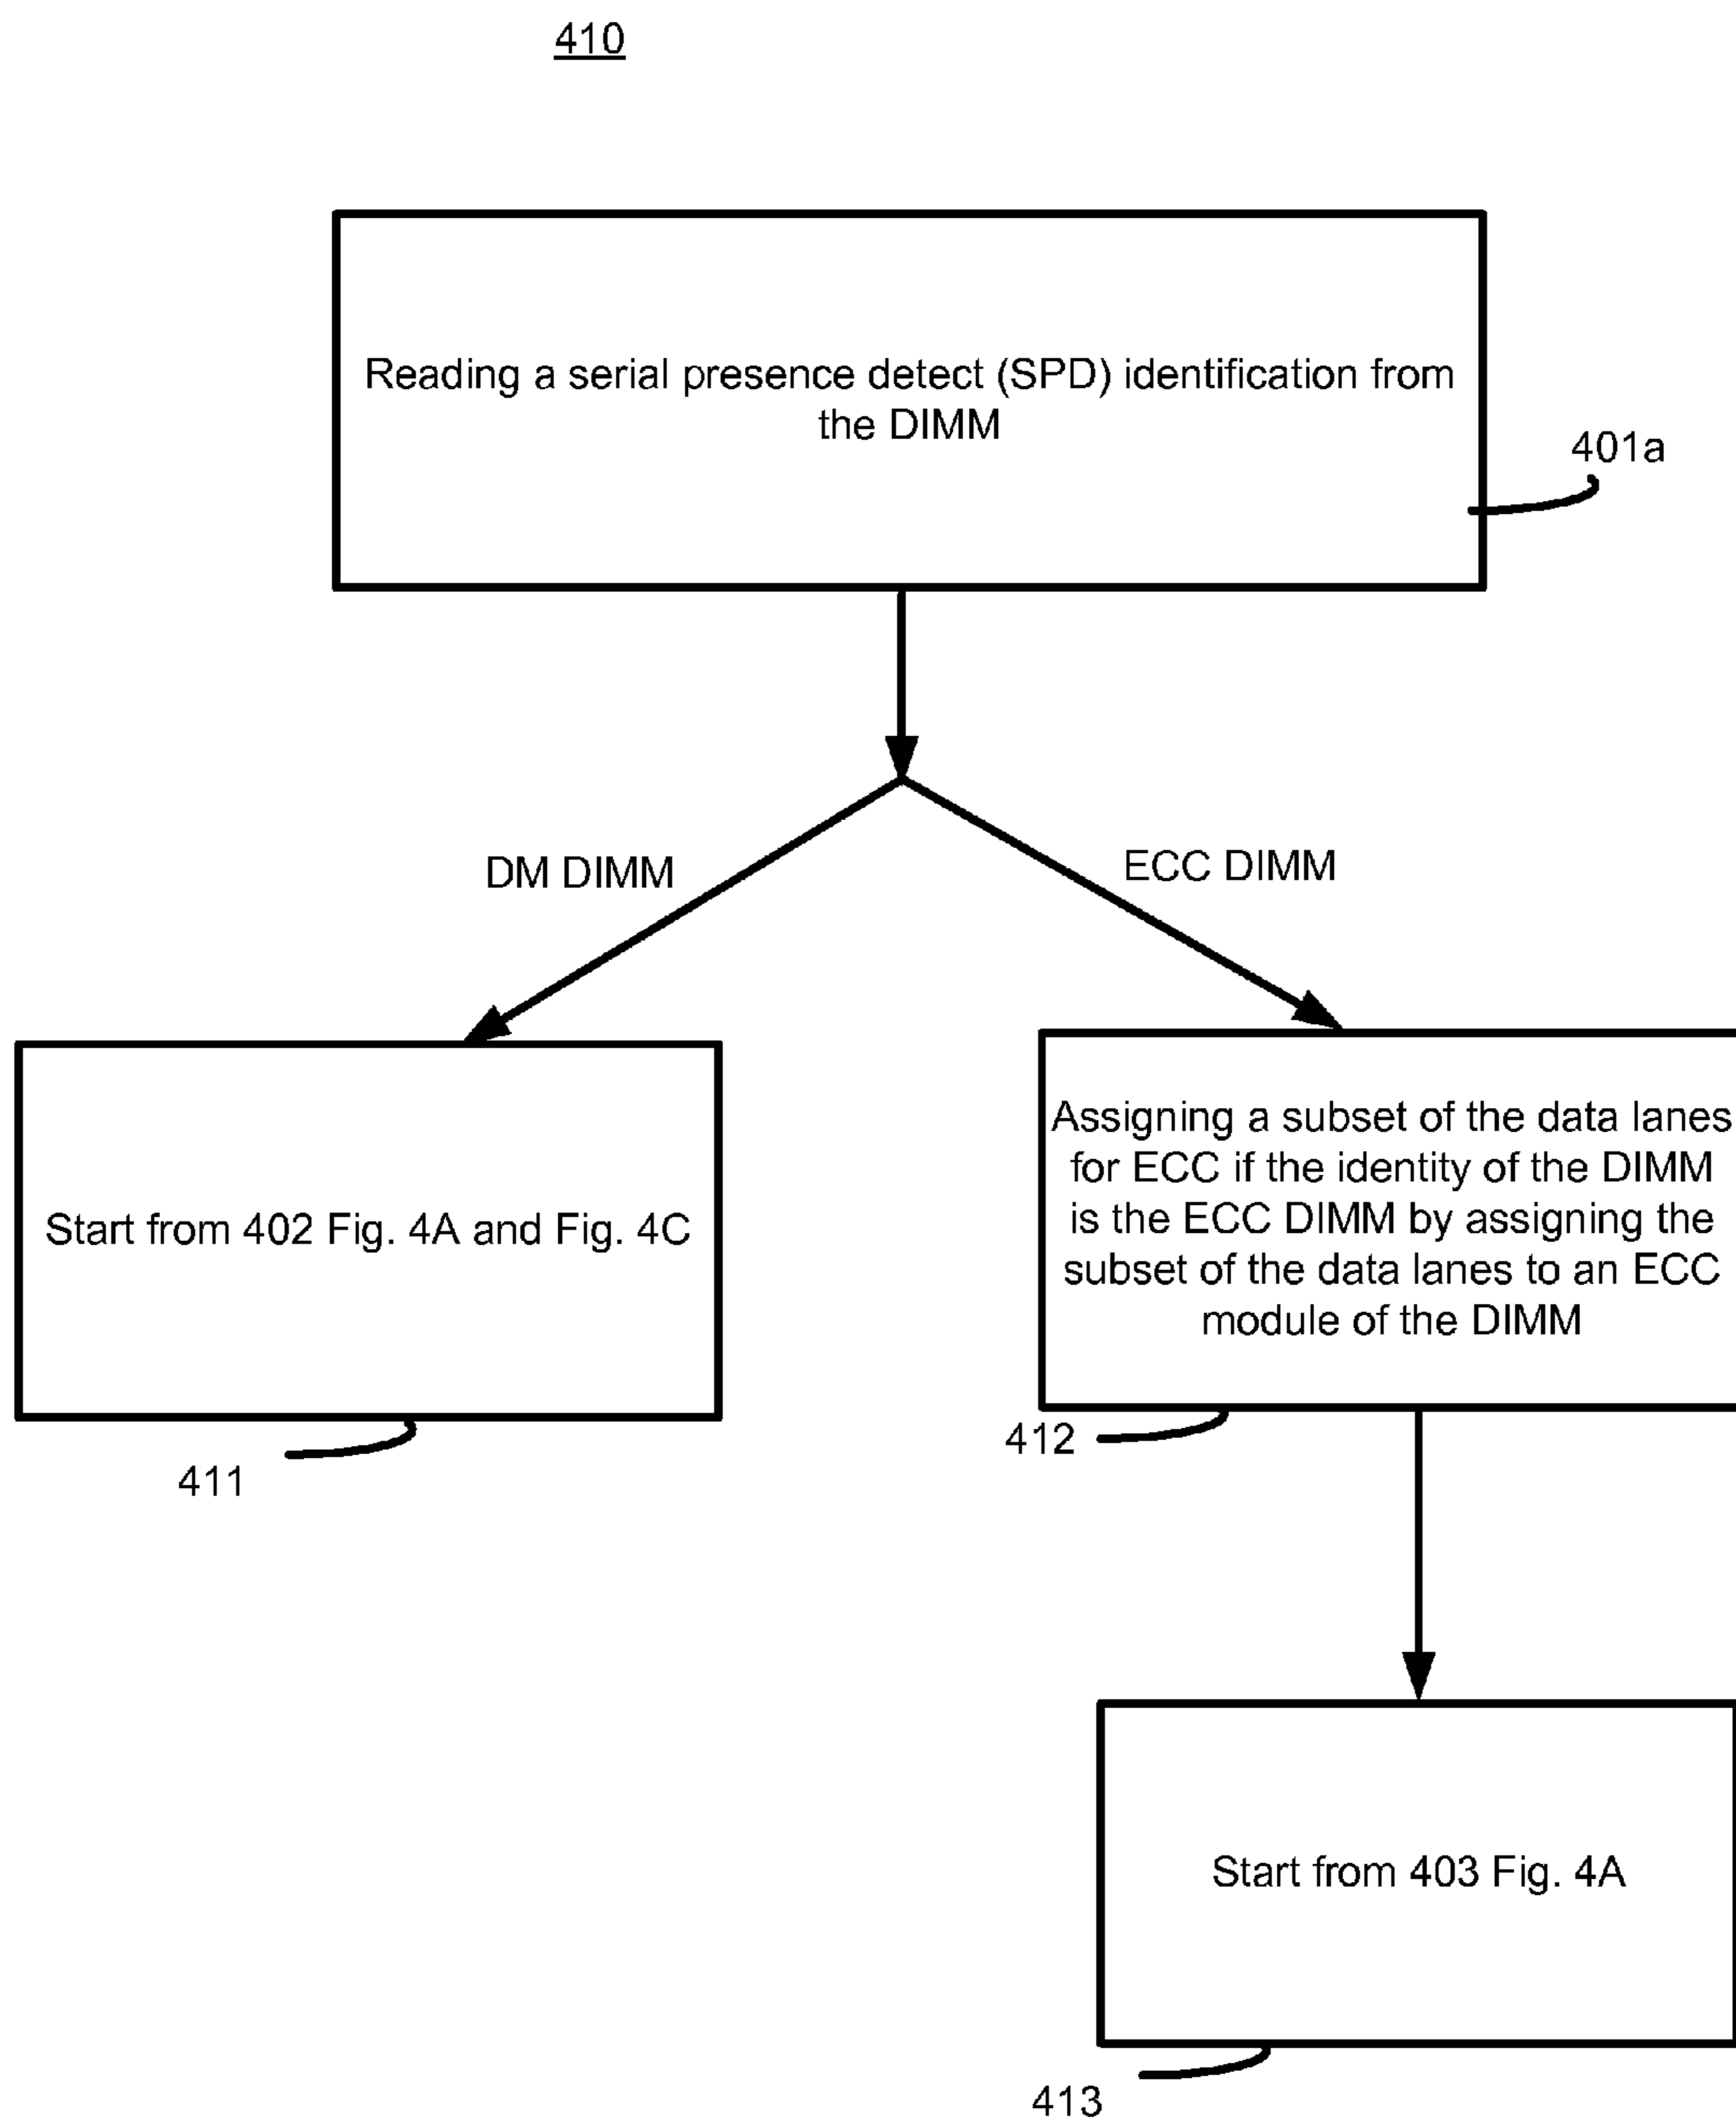 410
Reading a serial presence detect (SPD) identification from
the DIMM
401a
DM DIMM
ECC DIMM
Start from 402 Fig. 4A and Fig. 4C
411
Assigning a subset of the data lanes
for ECC if the identity of the DIMM
is the ECC DIMM by assigning the
subset of the data lanes to an ECC
module of the DIMM
412
Start from 403 Fig. 4A
413